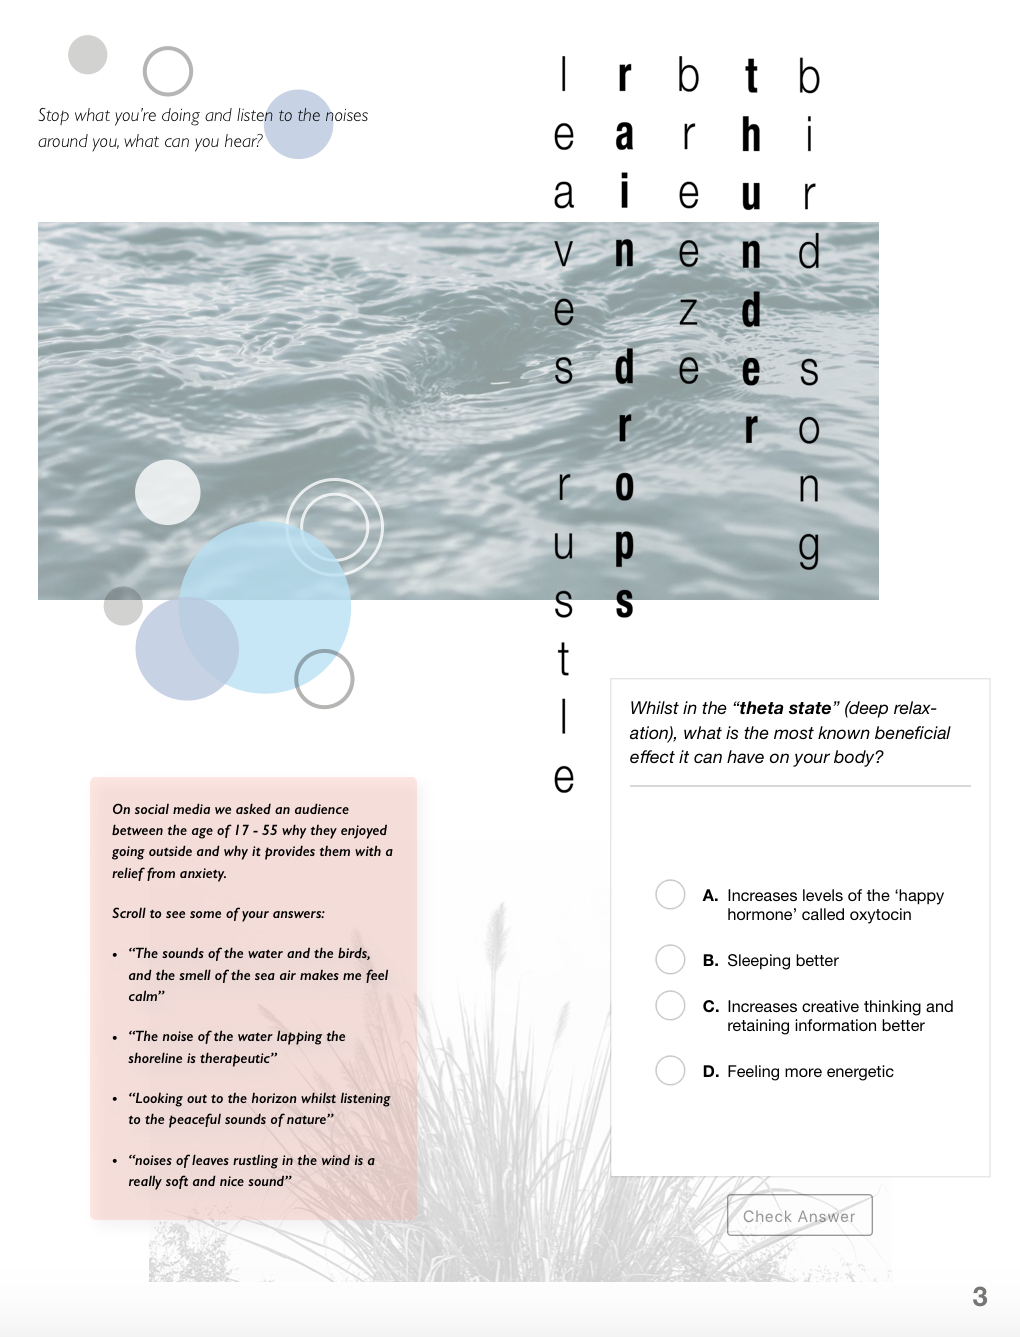 Stop what you're doing and listen to the noises
around you, what can you hear?
leaves rustle
rain drops
breeze
thunder
bird song
On social media we asked an audience
between the age of 17 - 55 why they enjoyed
going outside and why it provides them with a
relief from anxiety.
Scroll to see some of your answers:
• “The sounds of the water and the birds,
and the smell of the sea air makes me feel
calm”
• “The noise of the water lapping the
shoreline is therapeutic”
• “Looking out to the horizon whilst listening
to the peaceful sounds of nature”
• “noises of leaves rustling in the wind is a
really soft and nice sound”
Whilst in the “theta state” (deep relax-
ation), what is the most known beneficial
effect it can have on your body?
A. Increases levels of the ‘happy
hormone’ called oxytocin
B. Sleeping better
C. Increases creative thinking and
retaining information better
D. Feeling more energetic
Check Answer
3